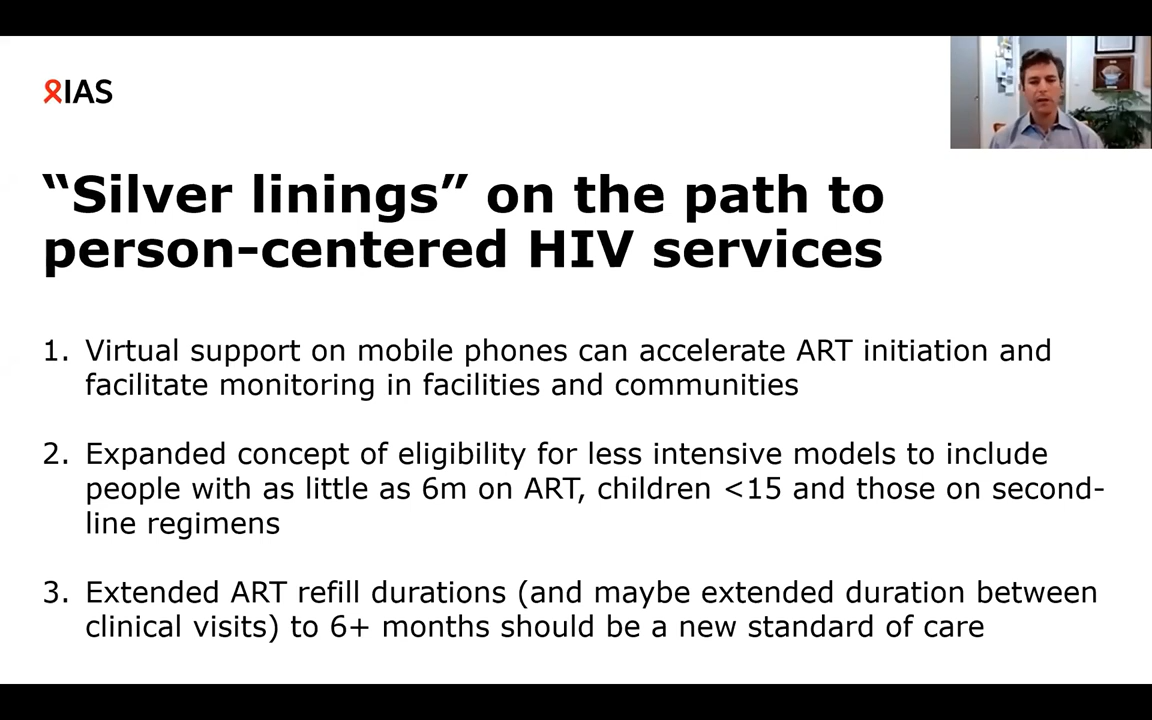 IAS
“Silver linings” on the path to
person-centered HIV services
1. Virtual support on mobile phones can accelerate ART initiation and
facilitate monitoring in facilities and communities
2. Expanded concept of eligibility for less intensive models to include
people with as little as 6m on ART, children <15 and those on second-
line regimens
3. Extended ART refill durations (and maybe extended duration between
clinical visits) to 6+ months should be a new standard of care